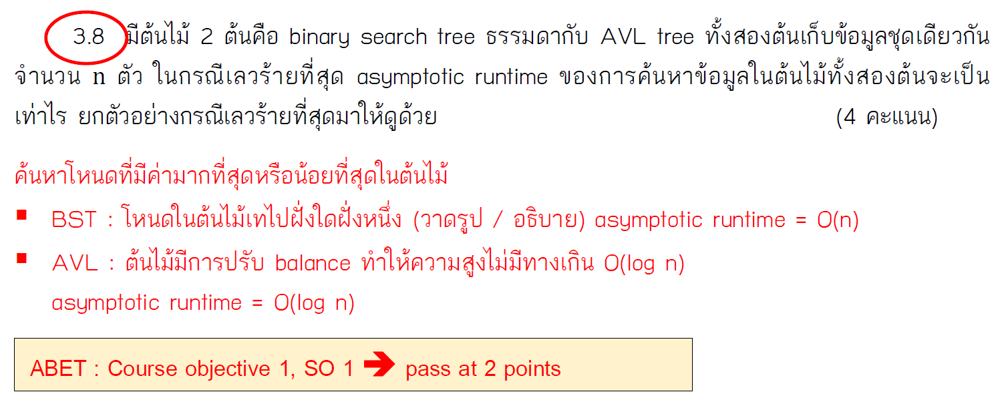 3.8 มีต้นไม้ 2 ต้นคือ binary search tree ธรรมดากับ AVL tree ทั้งสองต้นเก็บข้อมูลชุดเดียวกัน
จำนวน n ตัว ในกรณีเลวร้ายที่สุด asymptotic runtime ของการค้นหาข้อมูลในต้นไม้ทั้งสองต้นจะเป็น
เท่าไร ยกตัวอย่างกรณีเลวร้ายที่สุดมาให้ดูด้วย (4 คะแนน)
ค้นหาโหนดที่มีค่ามากที่สุดหรือน้อยที่สุดในต้นไม้
▪ BST : โหนดในต้นไม้เทไปฝั่งใดฝั่งหนึ่ง (วาดรูป / อธิบาย) asymptotic runtime = O(n)
▪ AVL : ต้นไม้มีการปรับ balance ทำให้ความสูงไม่มีทางเกิน O(log n)
asymptotic runtime = O(log n)
ABET : Course objective 1, SO 1 ➔ pass at 2 points